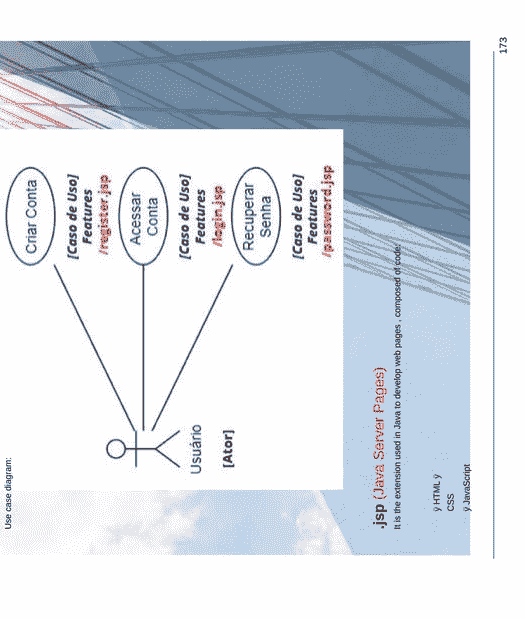 Use case diagram:
Criar Conta
[Caso de Uso]
Features
/register.jsp
Acessar
Conta
[Caso de Uso]
Features
/login.jsp
Recuperar
Senha
[Caso de Uso]
Features
/password.jsp
Usuário
[Ator]
.jsp (Java Server Pages)
It is the extension used in Java to develop web pages , composed of code:
ÿ HTML ÿ
CSS
ÿ JavaScript
173